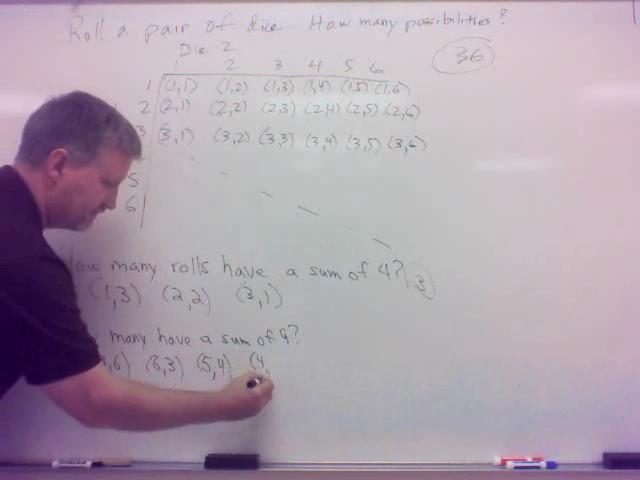 Roll a pair of dice. How many possibilities?
Die 2
36
1 2 3 4 5 6
1 (1,1) (1,2) (1,3) (1,4) (1,5) (1,6)
2 (2,1) (2,2) (2,3) (2,4) (2,5) (2,6)
3 (3,1) (3,2) (3,3) (3,4) (3,5) (3,6)
5
6
many rolls have a sum of 4? 3
(1,3) (2,2) (3,1)
many have a sum of 9?
,6) (6,3) (5,4) (4,